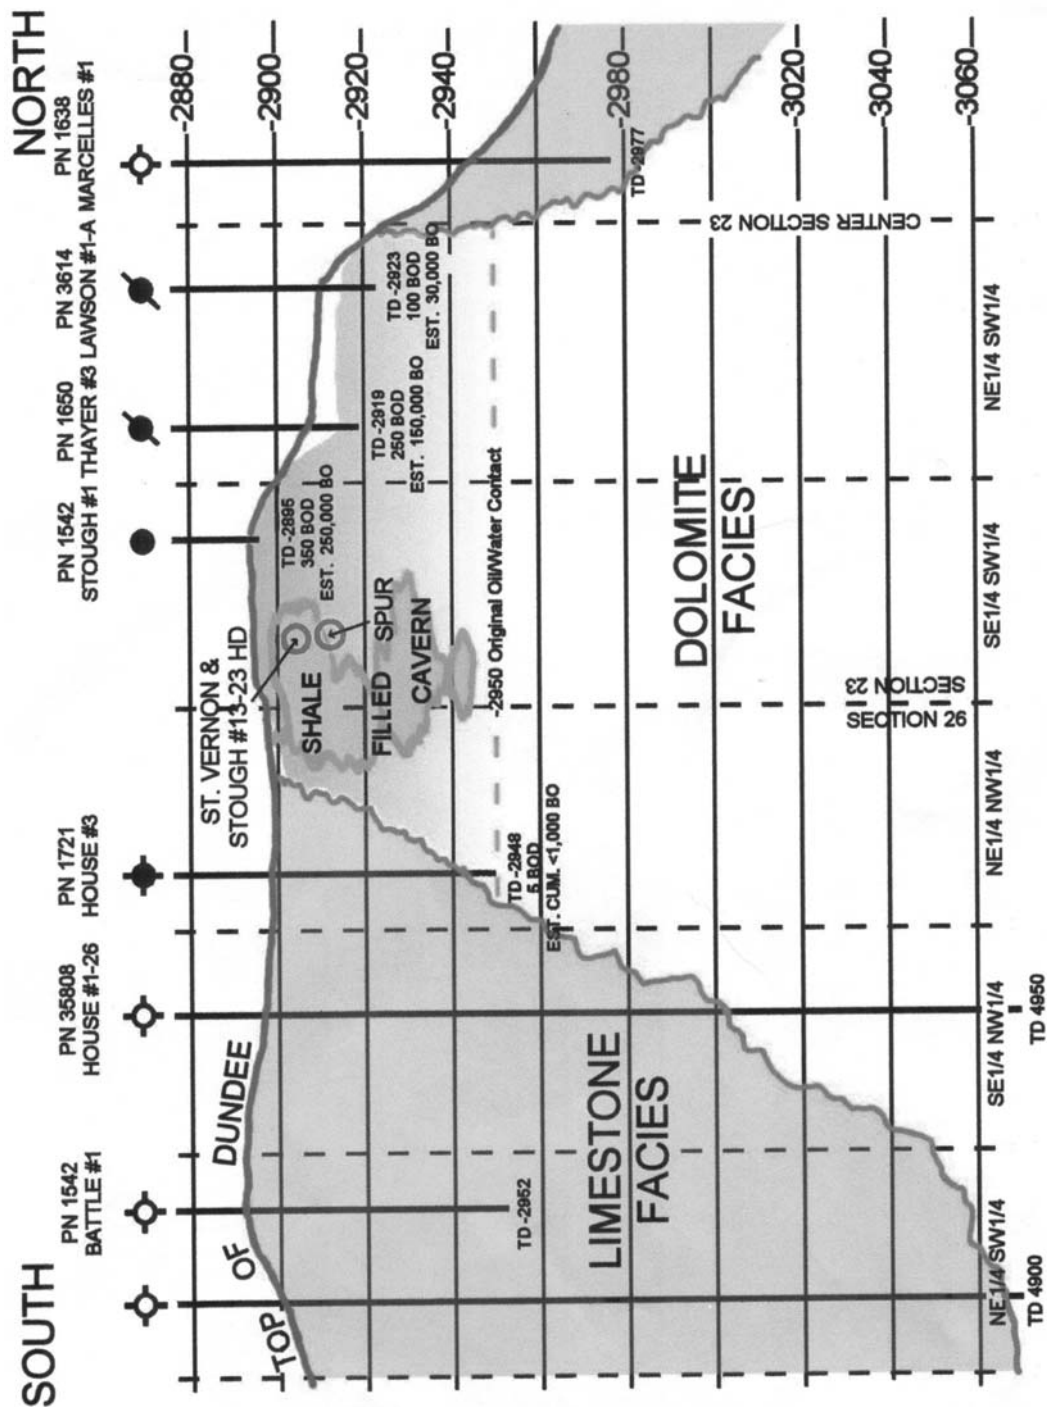 SOUTH
NORTH
PN 1542
BATTLE #1
PN 35808
HOUSE #1-26
PN 1721
HOUSE #3
PN 1542
PN 1650
PN 3614
PN 1638
STOUGH #1 THAYER #3 LAWSON #1-A MARCELLES #1
-2880-
-2900-
-2920-
-2940-
-2980-
-3020-
-3040-
-3060-
TOP OF DUNDEE
ST. VERNON &
STOUGH #13-23 HD
SHALE
FILLED
CAVERN
SPUR
TD -2895
350 BOD
EST. 250,000 BO
TD -2919
250 BOD
EST. 150,000 BO
TD -2923
100 BOD
EST. 30,000 BO
TD -2977
TD -2952
TD -2948
5 BOD
EST. CUM. <1,000 BO
-2950 Original Oil/Water Contact
LIMESTONE
FACIES
DOLOMITE
FACIES
SECTION 26
SECTION 23
CENTER SECTION 23
NE1/4 SW1/4
SE1/4 NW1/4
NE1/4 NW1/4
SE1/4 SW1/4
NE1/4 SW1/4
TD 4900
TD 4950